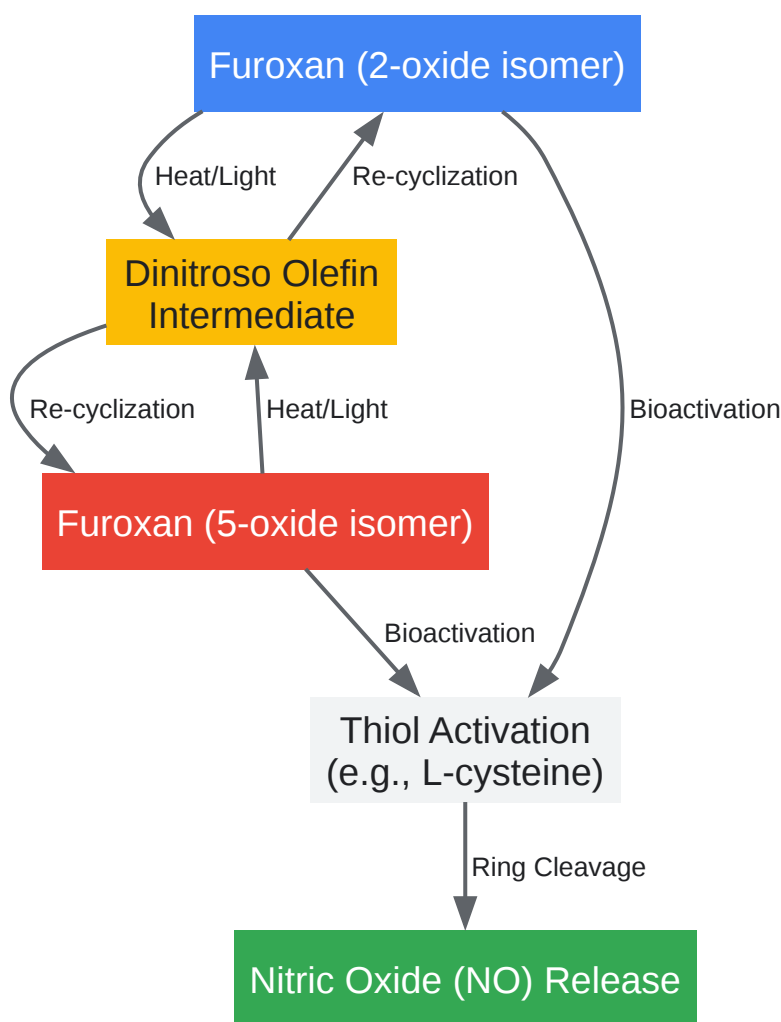 Furoxan (2-oxide isomer)
Heat/Light
Re-cyclization
Dinitroso Olefin
Intermediate
Re-cyclization
Heat/Light
Bioactivation
Furoxan (5-oxide isomer)
Bioactivation
Thiol Activation
(e.g., L-cysteine)
Ring Cleavage
Nitric Oxide (NO) Release